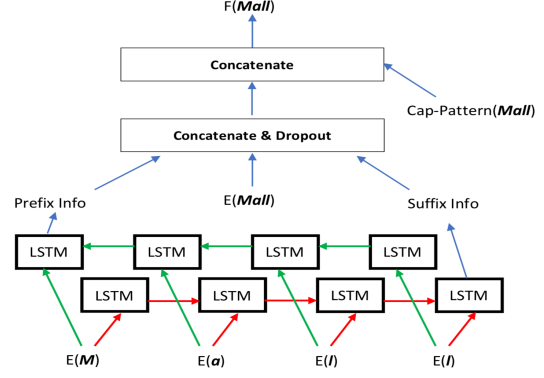 F(Mall)
Concatenate
Cap-Pattern(Mall)
Concatenate & Dropout
Prefix Info
E(Mall)
Suffix Info
LSTM LSTM LSTM LSTM
LSTM LSTM LSTM LSTM
E(M) E(a) E(l) E(l)